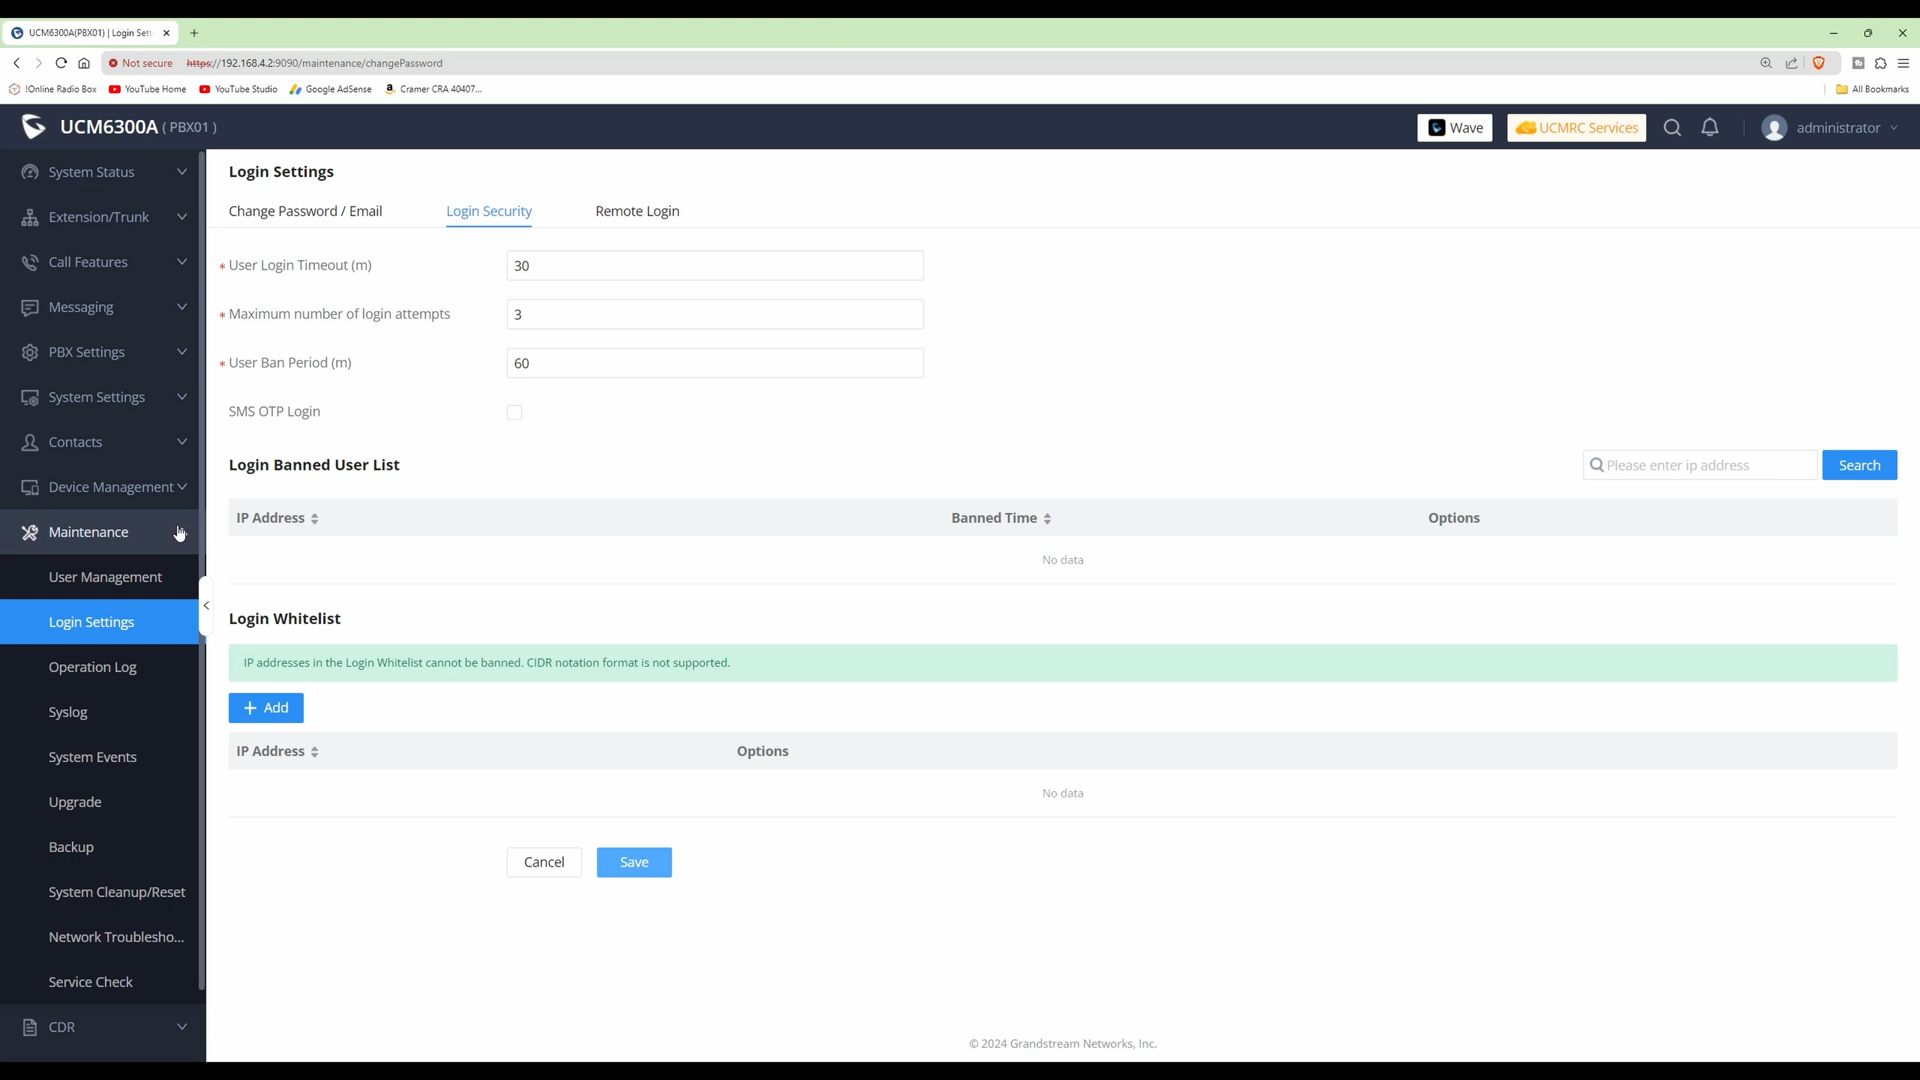 UCM6300A(PBX01) | Login Sett
Not secure https://192.168.4.2:9090/maintenance/changePassword
!Online Radio Box YouTube Home YouTube Studio Google AdSense Cramer CRA 40407... All Bookmarks
UCM6300A ( PBX01 ) Wave UCMRC Services administrator
System Status
Extension/Trunk
Call Features
Messaging
PBX Settings
System Settings
Contacts
Device Management
Maintenance
User Management
Login Settings
Operation Log
Syslog
System Events
Upgrade
Backup
System Cleanup/Reset
Network Troublesho...
Service Check
CDR
Login Settings
Change Password / Email Login Security Remote Login
* User Login Timeout (m) 30
* Maximum number of login attempts 3
* User Ban Period (m) 60
SMS OTP Login
Login Banned User List Please enter ip address Search
IP Address Banned Time Options
No data
Login Whitelist
IP addresses in the Login Whitelist cannot be banned. CIDR notation format is not supported.
+ Add
IP Address Options
No data
Cancel Save
© 2024 Grandstream Networks, Inc.